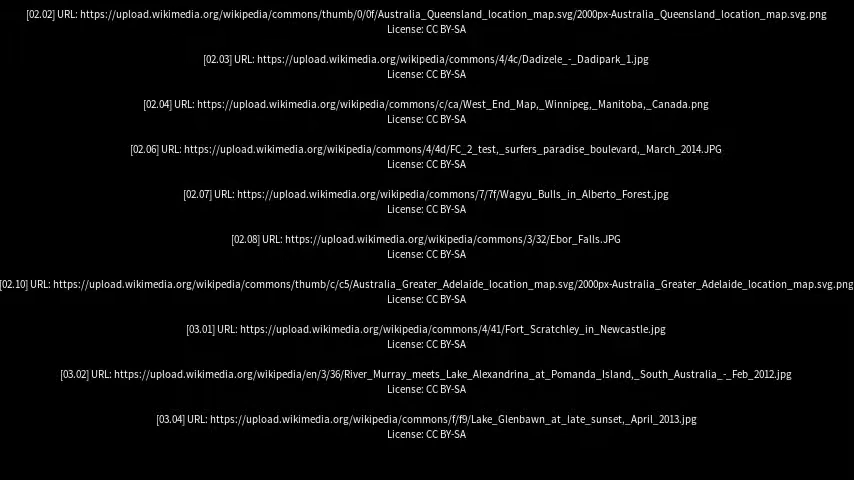 [02.02] URL: https://upload.wikimedia.org/wikipedia/commons/thumb/0/0f/Australia_Queensland_location_map.svg/2000px-Australia_Queensland_location_map.svg.png
License: CC BY-SA
[02.03] URL: https://upload.wikimedia.org/wikipedia/commons/4/4c/Dadizele_-_Dadipark_1.jpg
License: CC BY-SA
[02.04] URL: https://upload.wikimedia.org/wikipedia/commons/c/ca/West_End_Map,_Winnipeg,_Manitoba,_Canada.png
License: CC BY-SA
[02.06] URL: https://upload.wikimedia.org/wikipedia/commons/4/4d/FC_2_test,_surfers_paradise_boulevard,_March_2014.JPG
License: CC BY-SA
[02.07] URL: https://upload.wikimedia.org/wikipedia/commons/7/7f/Wagyu_Bulls_in_Alberto_Forest.jpg
License: CC BY-SA
[02.08] URL: https://upload.wikimedia.org/wikipedia/commons/3/32/Ebor_Falls.JPG
License: CC BY-SA
[02.10] URL: https://upload.wikimedia.org/wikipedia/commons/thumb/c/c5/Australia_Greater_Adelaide_location_map.svg/2000px-Australia_Greater_Adelaide_location_map.svg.png
License: CC BY-SA
[03.01] URL: https://upload.wikimedia.org/wikipedia/commons/4/41/Fort_Scratchley_in_Newcastle.jpg
License: CC BY-SA
[03.02] URL: https://upload.wikimedia.org/wikipedia/en/3/36/River_Murray_meets_Lake_Alexandrina_at_Pomanda_Island,_South_Australia_-_Feb_2012.jpg
License: CC BY-SA
[03.04] URL: https://upload.wikimedia.org/wikipedia/commons/f/f9/Lake_Glenbawn_at_late_sunset,_April_2013.jpg
License: CC BY-SA